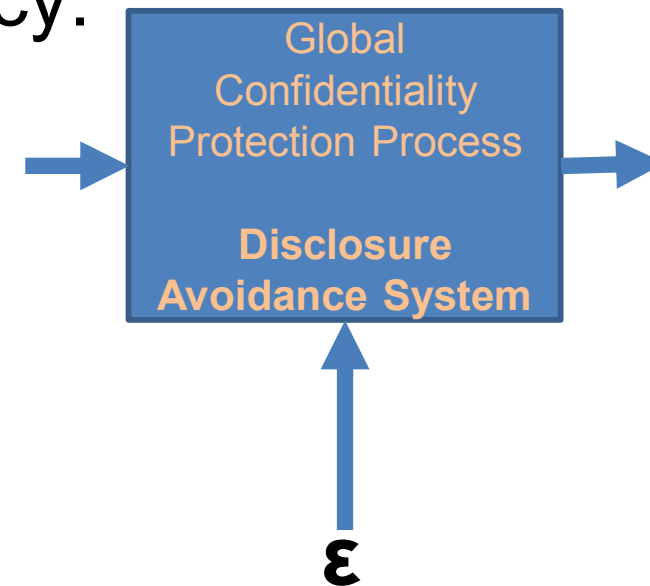 cy.
Global
Confidentiality
Protection Process
Disclosure
Avoidance System
ε